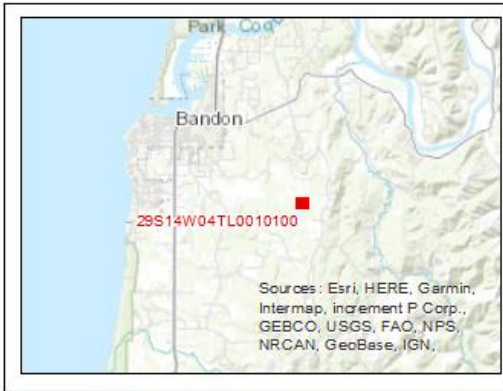 Park
Bandon
29S14W04TL0010100
Sources: Esri, HERE, Garmin,
Intermap, increment P Corp.,
GEBCO, USGS, FAO, NPS,
NRCAN, GeoBase, IGN,